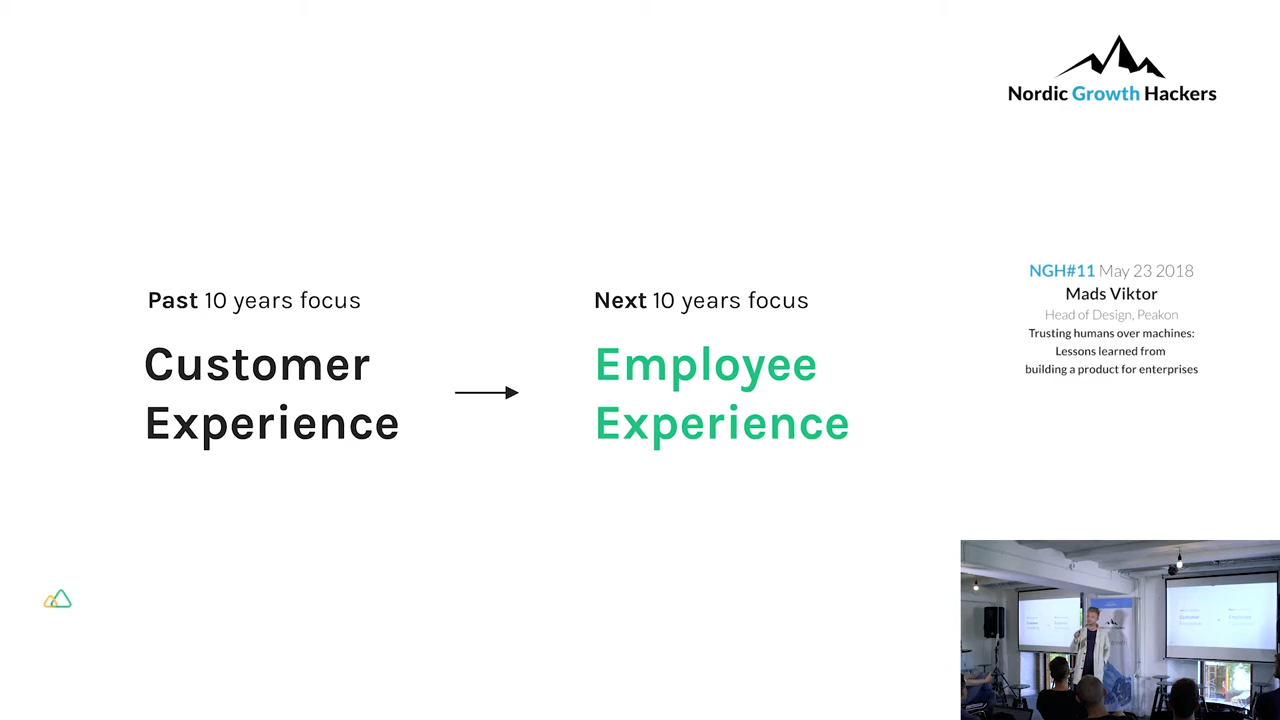 Nordic Growth Hackers
Past 10 years focus
Customer
Experience
Next 10 years focus
Employee
Experience
NGH#11 May 23 2018
Mads Viktor
Head of Design, Peakon
Trusting humans over machines:
Lessons learned from
building a product for enterprises